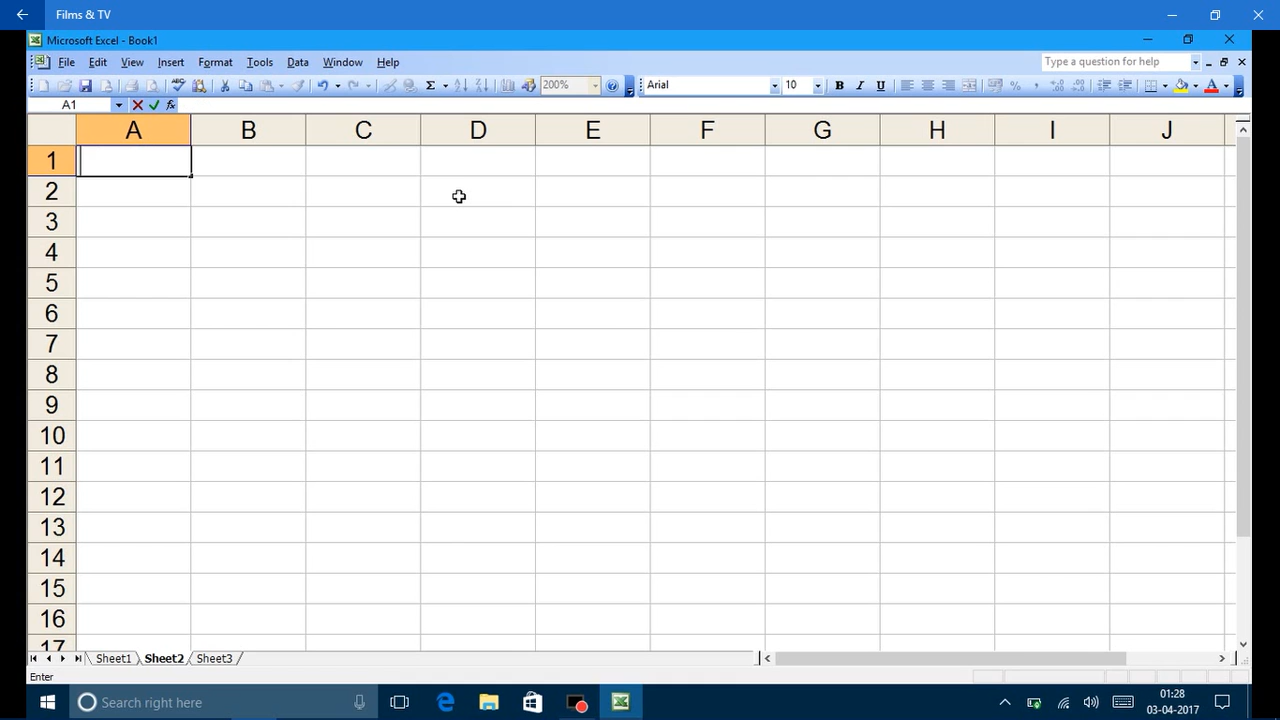 Films & TV
Microsoft Excel - Book1
File Edit View Insert Format Tools Data Window Help Type a question for help
200% Arial 10 B I U
A1 fx
A B C D E F G H I J
1
2
3
4
5
6
7
8
9
10
11
12
13
14
15
16
17
Sheet1 Sheet2 Sheet3
Enter
Search right here 01:28
03-04-2017